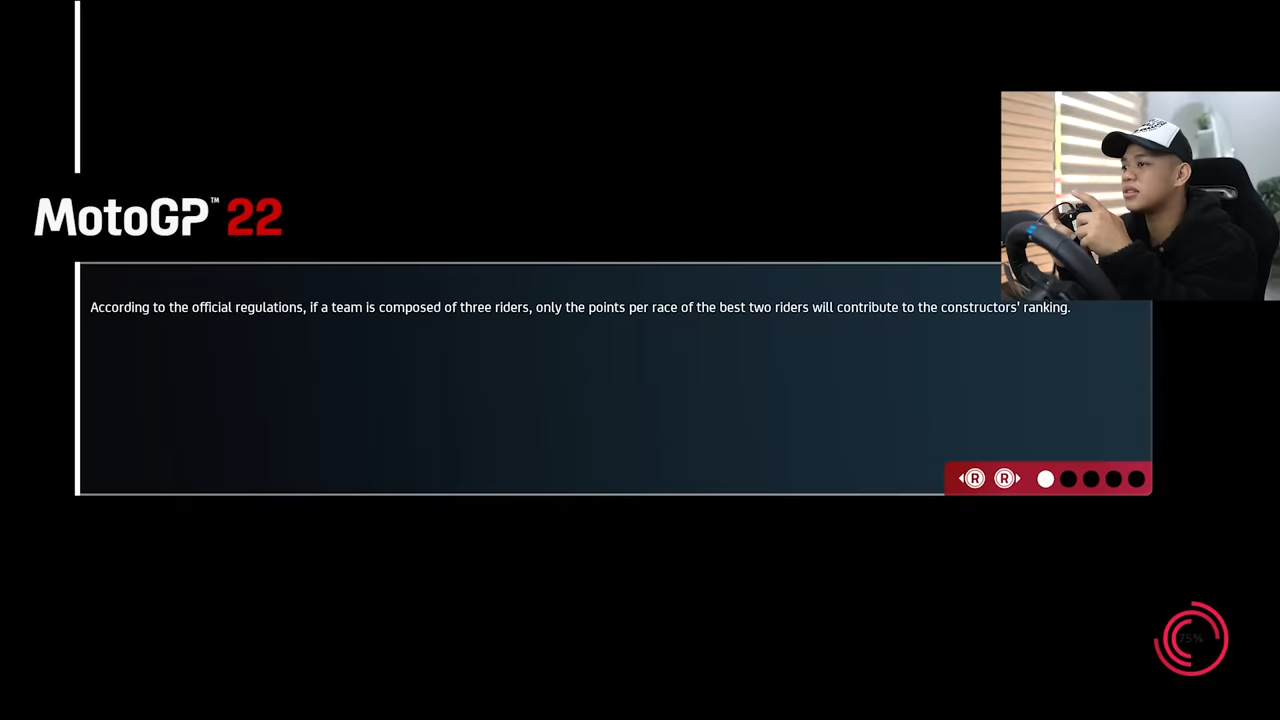 MotoGP™ 22
According to the official regulations, if a team is composed of three riders, only the points per race of the best two riders will contribute to the constructors' ranking.
R R
75%